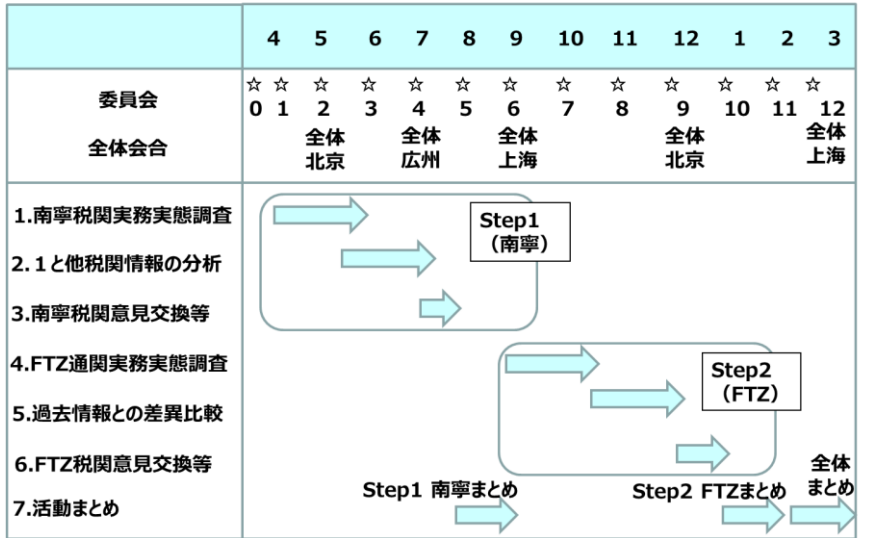 4 5 6 7 8 9 10 11 12 1 2 3
委員会
☆ ☆ ☆ ☆ ☆ ☆ ☆ ☆ ☆ ☆ ☆ ☆ ☆
0 1 2 3 4 5 6 7 8 9 10 11 12
全体会合
全体 全体 全体 全体 全体
北京 広州 上海 北京 上海
1.南寧税関実務実態調査
Step1
（南寧）
2.１と他税関情報の分析
3.南寧税関意見交換等
4.FTZ通関実務実態調査
Step2
（FTZ）
5.過去情報との差異比較
6.FTZ税関意見交換等
全体
まとめ
Step1 南寧まとめ
Step2 FTZまとめ
7.活動まとめ